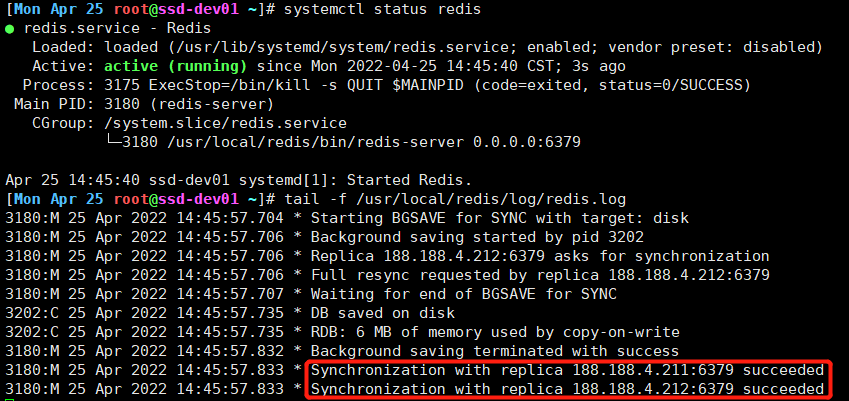 [Mon Apr 25 root@ssd-dev01 ~]# systemctl status redis
● redis.service - Redis
   Loaded: loaded (/usr/lib/systemd/system/redis.service; enabled; vendor preset: disabled)
   Active: active (running) since Mon 2022-04-25 14:45:40 CST; 3s ago
  Process: 3175 ExecStop=/bin/kill -s QUIT $MAINPID (code=exited, status=0/SUCCESS)
 Main PID: 3180 (redis-server)
   CGroup: /system.slice/redis.service
           └─3180 /usr/local/redis/bin/redis-server 0.0.0.0:6379

Apr 25 14:45:40 ssd-dev01 systemd[1]: Started Redis.
[Mon Apr 25 root@ssd-dev01 ~]# tail -f /usr/local/redis/log/redis.log
3180:M 25 Apr 2022 14:45:57.704 * Starting BGSAVE for SYNC with target: disk
3180:M 25 Apr 2022 14:45:57.706 * Background saving started by pid 3202
3180:M 25 Apr 2022 14:45:57.706 * Replica 188.188.4.212:6379 asks for synchronization
3180:M 25 Apr 2022 14:45:57.706 * Full resync requested by replica 188.188.4.212:6379
3180:M 25 Apr 2022 14:45:57.707 * Waiting for end of BGSAVE for SYNC
3202:C 25 Apr 2022 14:45:57.735 * DB saved on disk
3202:C 25 Apr 2022 14:45:57.735 * RDB: 6 MB of memory used by copy-on-write
3180:M 25 Apr 2022 14:45:57.832 * Background saving terminated with success
3180:M 25 Apr 2022 14:45:57.833 * Synchronization with replica 188.188.4.211:6379 succeeded
3180:M 25 Apr 2022 14:45:57.833 * Synchronization with replica 188.188.4.212:6379 succeeded